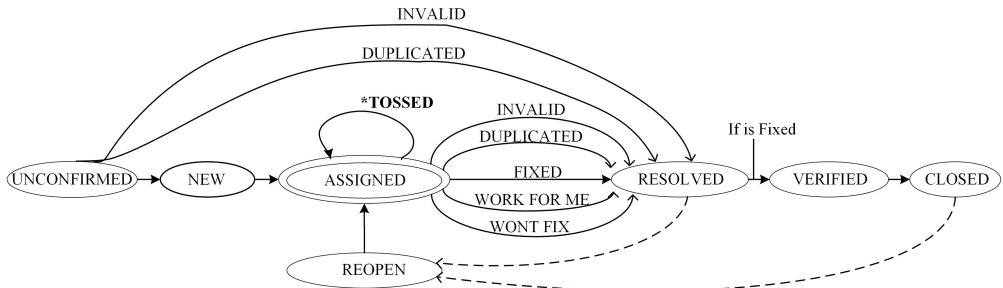 INVALID
DUPLICATED
*TOSSED
INVALID
DUPLICATED
If is Fixed
UNCONFIRMED
NEW
ASSIGNED
FIXED
RESOLVED
VERIFIED
CLOSED
WORK FOR ME
WONT FIX
REOPEN